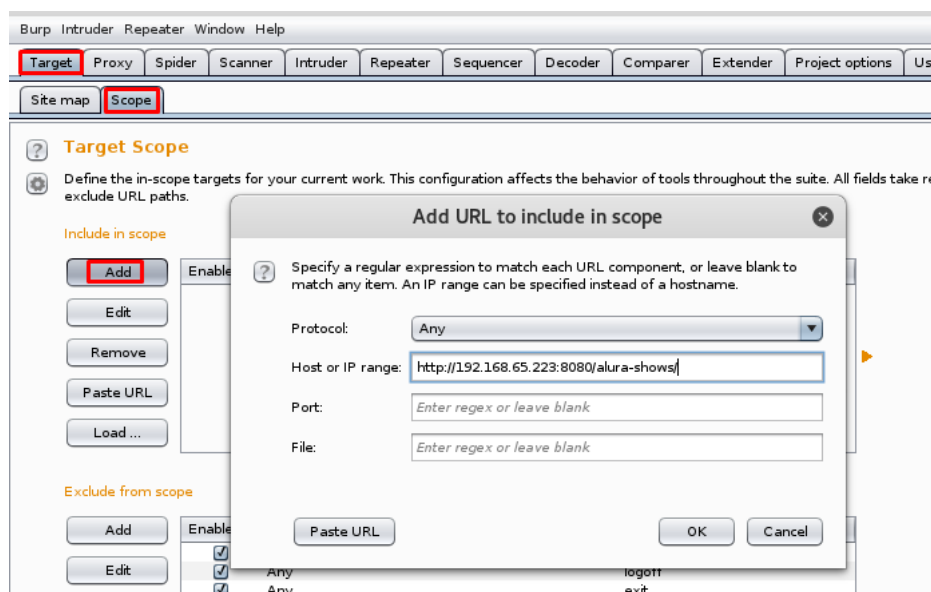 Burp Intruder Repeater Window Help
Target Proxy Spider Scanner Intruder Repeater Sequencer Decoder Comparer Extender Project options Us
Site map Scope
? Target Scope
Define the in-scope targets for your current work. This configuration affects the behavior of tools throughout the suite. All fields take re
exclude URL paths.
Include in scope
Add Enable
Edit
Remove
Paste URL
Load ...
Add URL to include in scope
? Specify a regular expression to match each URL component, or leave blank to
match any item. An IP range can be specified instead of a hostname.
Protocol: Any
Host or IP range: http://192.168.65.223:8080/alura-shows/
Port: Enter regex or leave blank
File: Enter regex or leave blank
Paste URL OK Cancel
Exclude from scope
Add Enable
Edit Any logoff
Any exit